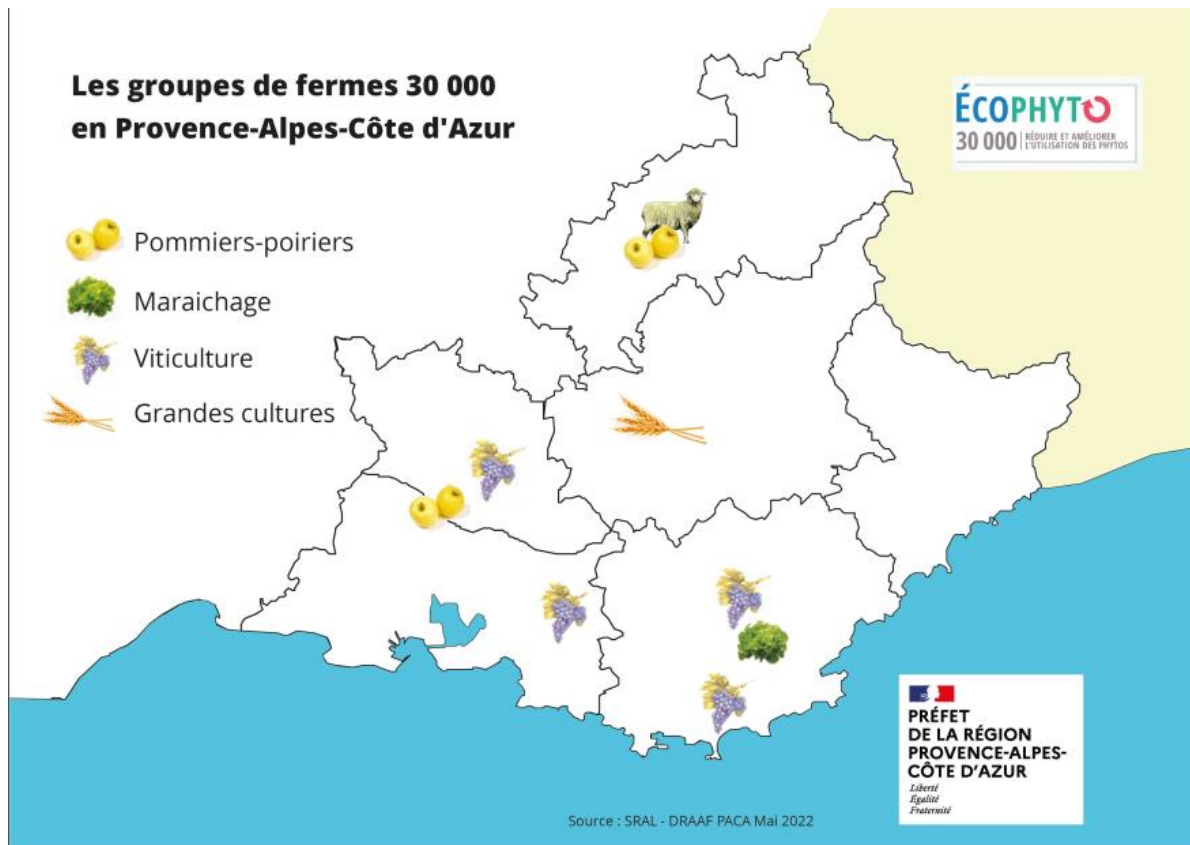 Les groupes de fermes 30 000
en Provence-Alpes-Côte d'Azur
ÉCOPHYTO
30 000 RÉDUIRE ET AMÉLIORER
L'UTILISATION DES PHYTOS
Pommiers-poiriers
Maraichage
Viticulture
Grandes cultures
PRÉFET
DE LA RÉGION
PROVENCE-ALPES-
CÔTE D'AZUR
Liberté
Égalité
Fraternité
Source : SRAL - DRAAF PACA Mai 2022